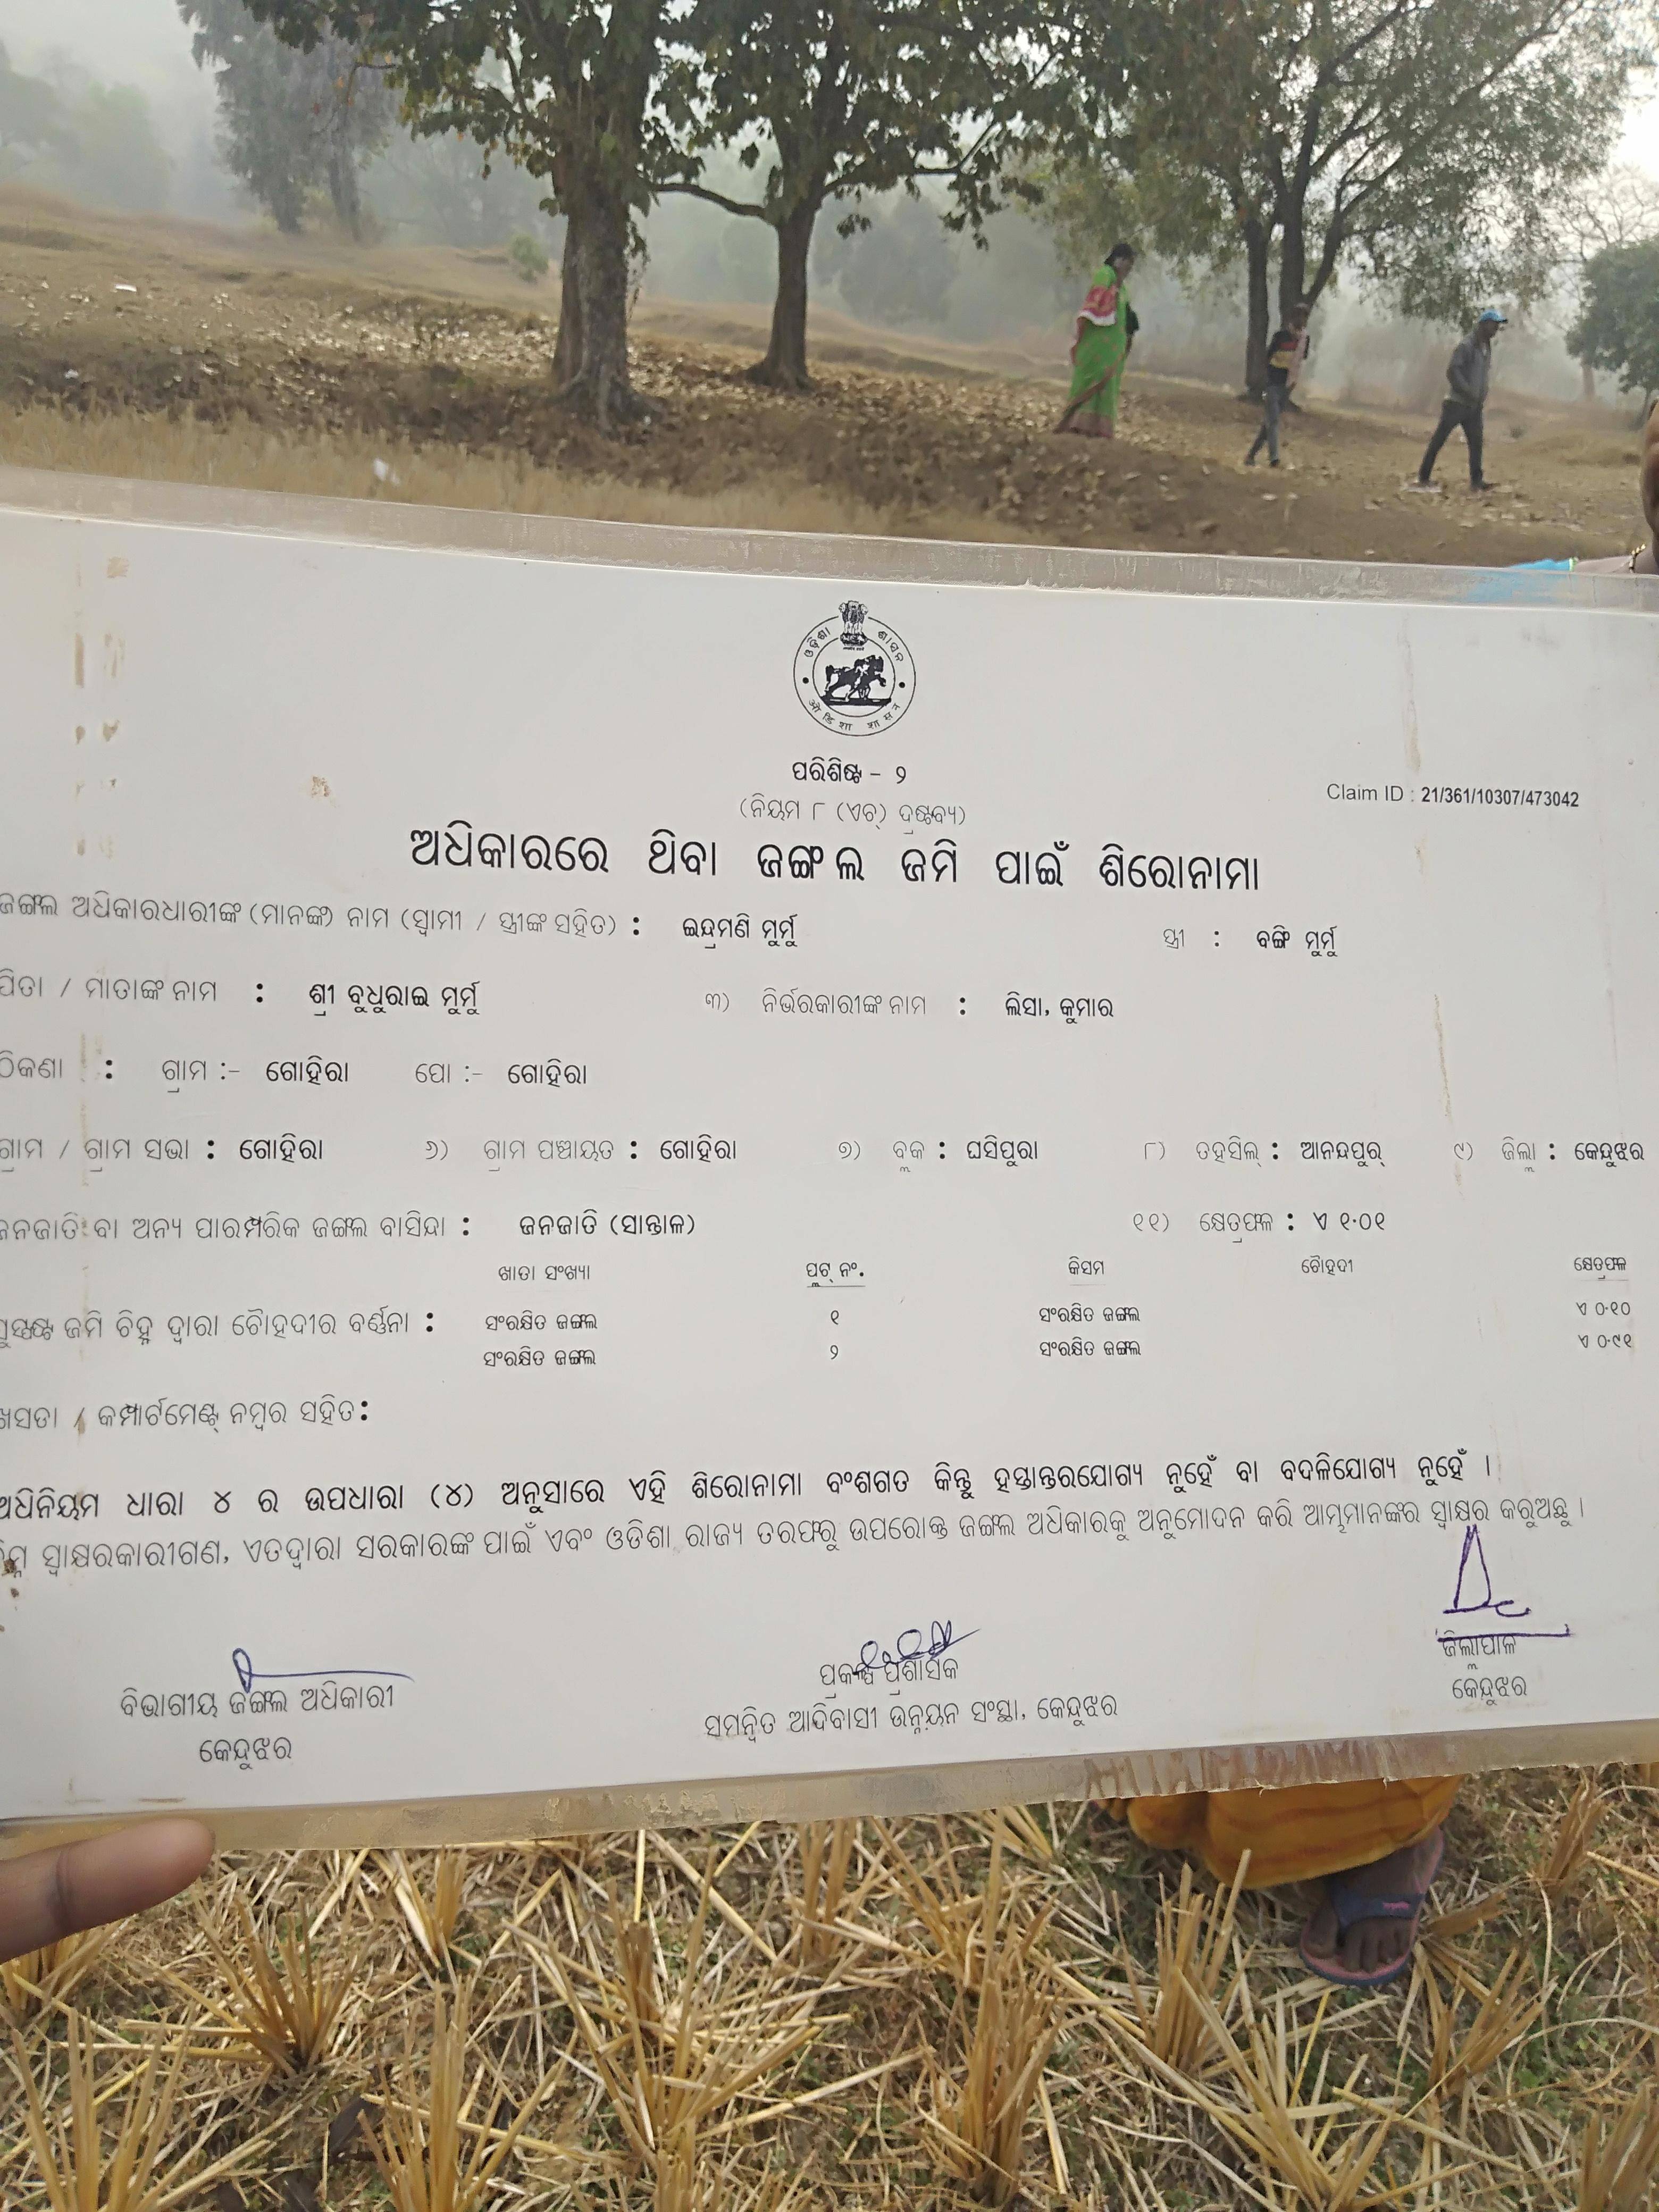 ଓଡ଼ିଶା ଶାସନ
ओडिशा शासन
ପରିଶିଷ୍ଟ - ୨
Claim ID : 21/361/10307/473042
(ନିୟମ ୮ (ଏଚ୍) ଦ୍ରଷ୍ଟବ୍ୟ)
ଅଧିକାରରେ ଥିବା ଜଙ୍ଗଲ ଜମି ପାଇଁ ଶିରୋନାମା
ଜଙ୍ଗଲ ଅଧିକାରଧାରୀଙ୍କ (ମାନଙ୍କ) ନାମ (ସ୍ୱାମୀ / ସ୍ତ୍ରୀଙ୍କ ସହିତ) : ଇନ୍ଦ୍ରମଣି ମୁର୍ମୁ ସ୍ତ୍ରୀ : ବଙ୍ଗି ମୁର୍ମୁ
ପିତା / ମାତାଙ୍କ ନାମ : ଶ୍ରୀ ବୁଧୁରାଇ ମୁର୍ମୁ ୩) ନିର୍ଭରକାରୀଙ୍କ ନାମ : ଲିସା, କୁମାର
ଠିକଣା : ଗ୍ରାମ :- ଗୋହିରା ପୋ :- ଗୋହିରା
ଗ୍ରାମ / ଗ୍ରାମ ସଭା : ଗୋହିରା ୬) ଗ୍ରାମ ପଞ୍ଚାୟତ : ଗୋହିରା ୭) ବ୍ଲକ : ଘସିପୁରା ୮) ତହସିଲ୍ : ଆନନ୍ଦପୁର୍ ୯) ଜିଲ୍ଲା : କେନ୍ଦୁଝର
ଜନଜାତି ବା ଅନ୍ୟ ପାରମ୍ପରିକ ଜଙ୍ଗଲ ବାସିନ୍ଦା : ଜନଜାତି (ସାନ୍ତାଳ) ୧୧) କ୍ଷେତ୍ରଫଳ : ଏ ୧.୦୧
ଖାତା ସଂଖ୍ୟା ପ୍ଲଟ୍ ନଂ. କିସମ ଚୌହଦୀ କ୍ଷେତ୍ରଫଳ
ସୁସ୍ପଷ୍ଟ ଜମି ଚିହ୍ନ ଦ୍ୱାରା ଚୌହଦୀର ବର୍ଣ୍ଣନା : ସଂରକ୍ଷିତ ଜଙ୍ଗଲ ୧ ସଂରକ୍ଷିତ ଜଙ୍ଗଲ ଏ ୦.୧୦
ସଂରକ୍ଷିତ ଜଙ୍ଗଲ ୨ ସଂରକ୍ଷିତ ଜଙ୍ଗଲ ଏ ୦.୯୧
ଖସଡା / କମ୍ପାର୍ଟମେଣ୍ଟ୍ ନମ୍ବର ସହିତ:
ଅଧିନିୟମ ଧାରା ୪ ର ଉପଧାରା (୪) ଅନୁସାରେ ଏହି ଶିରୋନାମା ବଂଶଗତ କିନ୍ତୁ ହସ୍ତାନ୍ତରଯୋଗ୍ୟ ନୁହେଁ ବା ବଦଳିଯୋଗ୍ୟ ନୁହେଁ ।
ନିମ୍ନ ସ୍ୱାକ୍ଷରକାରୀଗଣ, ଏତଦ୍ୱାରା ସରକାରଙ୍କ ପାଇଁ ଏବଂ ଓଡିଶା ରାଜ୍ୟ ତରଫରୁ ଉପରୋକ୍ତ ଜଙ୍ଗଲ ଅଧିକାରକୁ ଅନୁମୋଦନ କରି ଆମ୍ଭମାନଙ୍କର ସ୍ୱାକ୍ଷର କରୁଅଛୁ ।
ବିଭାଗୀୟ ଜଙ୍ଗଲ ଅଧିକାରୀ
କେନ୍ଦୁଝର
ପ୍ରକଳ୍ପ ପ୍ରଶାସକ
ସମନ୍ୱିତ ଆଦିବାସୀ ଉନ୍ନୟନ ସଂସ୍ଥା, କେନ୍ଦୁଝର
ଜିଲ୍ଲାପାଳ
କେନ୍ଦୁଝର